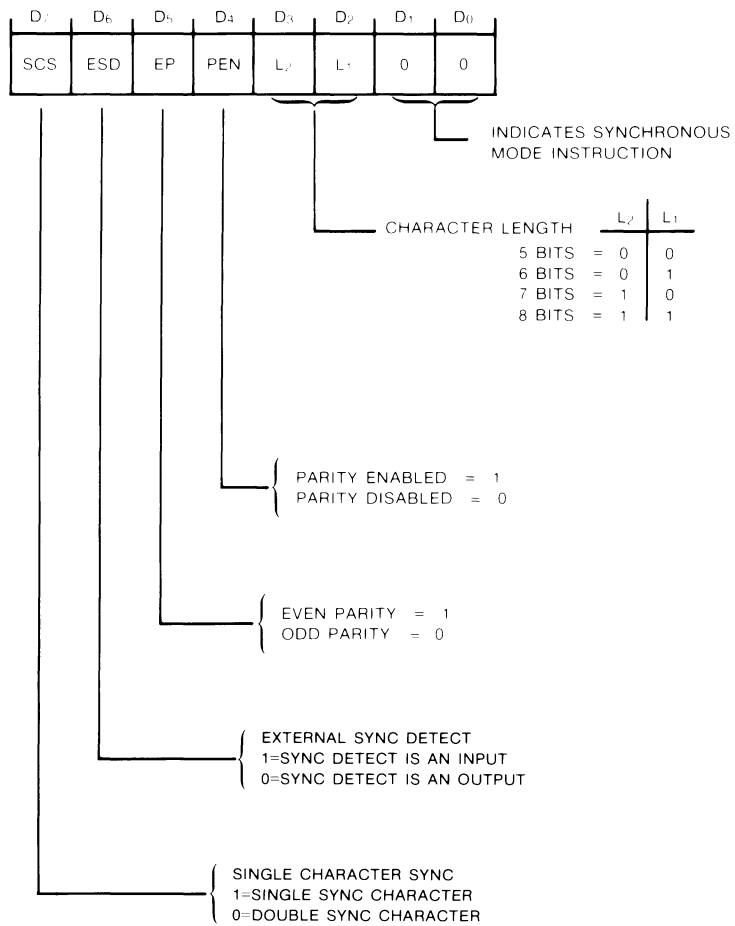 D7 D6 D5 D4 D3 D2 D1 D0
SCS ESD EP PEN L2 L1 0 0
INDICATES SYNCHRONOUS
MODE INSTRUCTION
CHARACTER LENGTH L2 L1
5 BITS = 0 0
6 BITS = 0 1
7 BITS = 1 0
8 BITS = 1 1
PARITY ENABLED = 1
PARITY DISABLED = 0
EVEN PARITY = 1
ODD PARITY = 0
EXTERNAL SYNC DETECT
1=SYNC DETECT IS AN INPUT
0=SYNC DETECT IS AN OUTPUT
SINGLE CHARACTER SYNC
1=SINGLE SYNC CHARACTER
0=DOUBLE SYNC CHARACTER